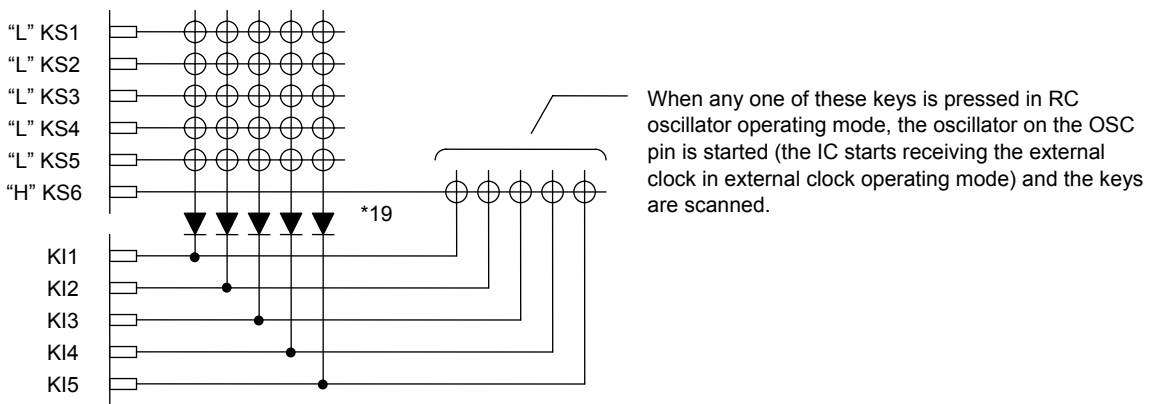 “L” KS1
“L” KS2
“L” KS3
“L” KS4
“L” KS5
“H” KS6
*19
KI1
KI2
KI3
KI4
KI5
When any one of these keys is pressed in RC
oscillator operating mode, the oscillator on the OSC
pin is started (the IC starts receiving the external
clock in external clock operating mode) and the keys
are scanned.